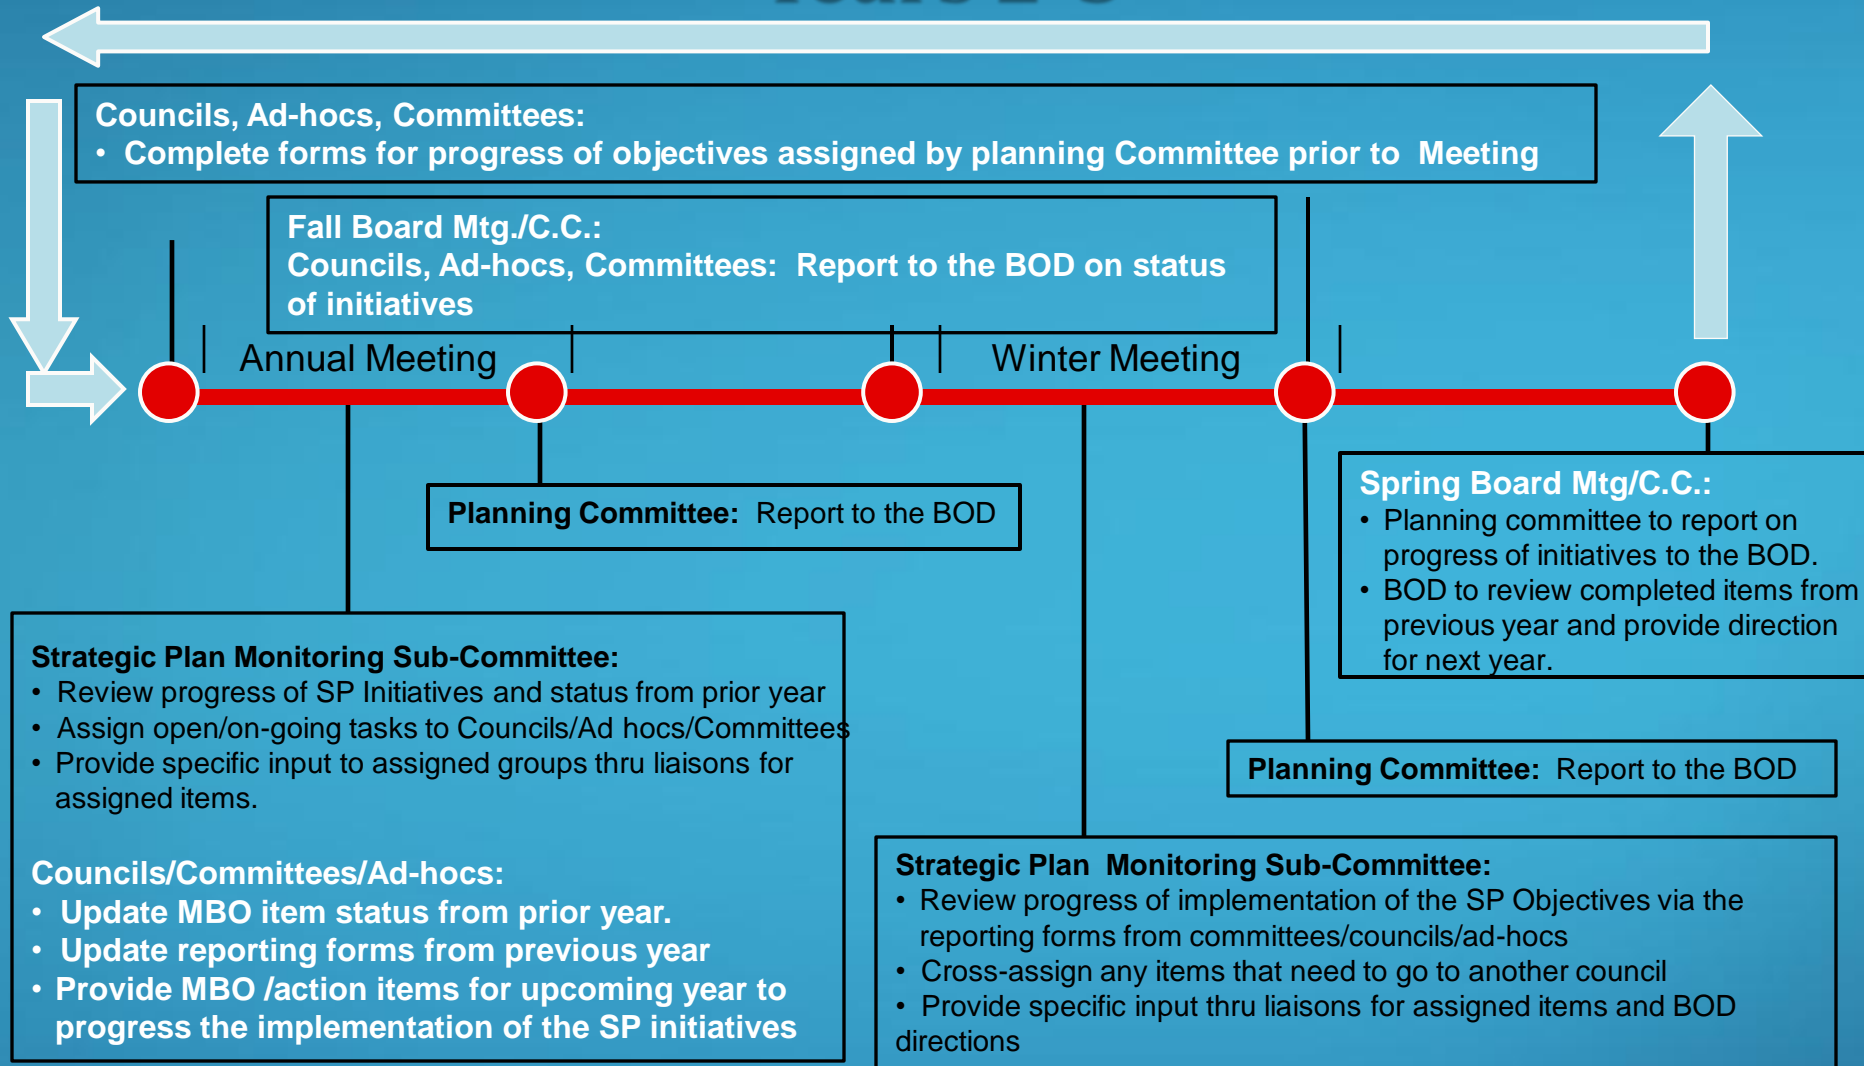 Councils, Ad-hocs, Committees:
• Complete forms for progress of objectives assigned by planning Committee prior to Meeting
Fall Board Mtg./C.C.:
Councils, Ad-hocs, Committees: Report to the BOD on status
of initiatives
Annual Meeting
Winter Meeting
Planning Committee: Report to the BOD
Spring Board Mtg/C.C.:
• Planning committee to report on
progress of initiatives to the BOD.
• BOD to review completed items from
previous year and provide direction
for next year.
Strategic Plan Monitoring Sub-Committee:
• Review progress of SP Initiatives and status from prior year
• Assign open/on-going tasks to Councils/Ad hocs/Committees
• Provide specific input to assigned groups thru liaisons for
assigned items.
Councils/Committees/Ad-hocs:
• Update MBO item status from prior year.
• Update reporting forms from previous year
• Provide MBO /action items for upcoming year to
progress the implementation of the SP initiatives
Planning Committee: Report to the BOD
Strategic Plan Monitoring Sub-Committee:
• Review progress of implementation of the SP Objectives via the
reporting forms from committees/councils/ad-hocs
• Cross-assign any items that need to go to another council
• Provide specific input thru liaisons for assigned items and BOD
directions